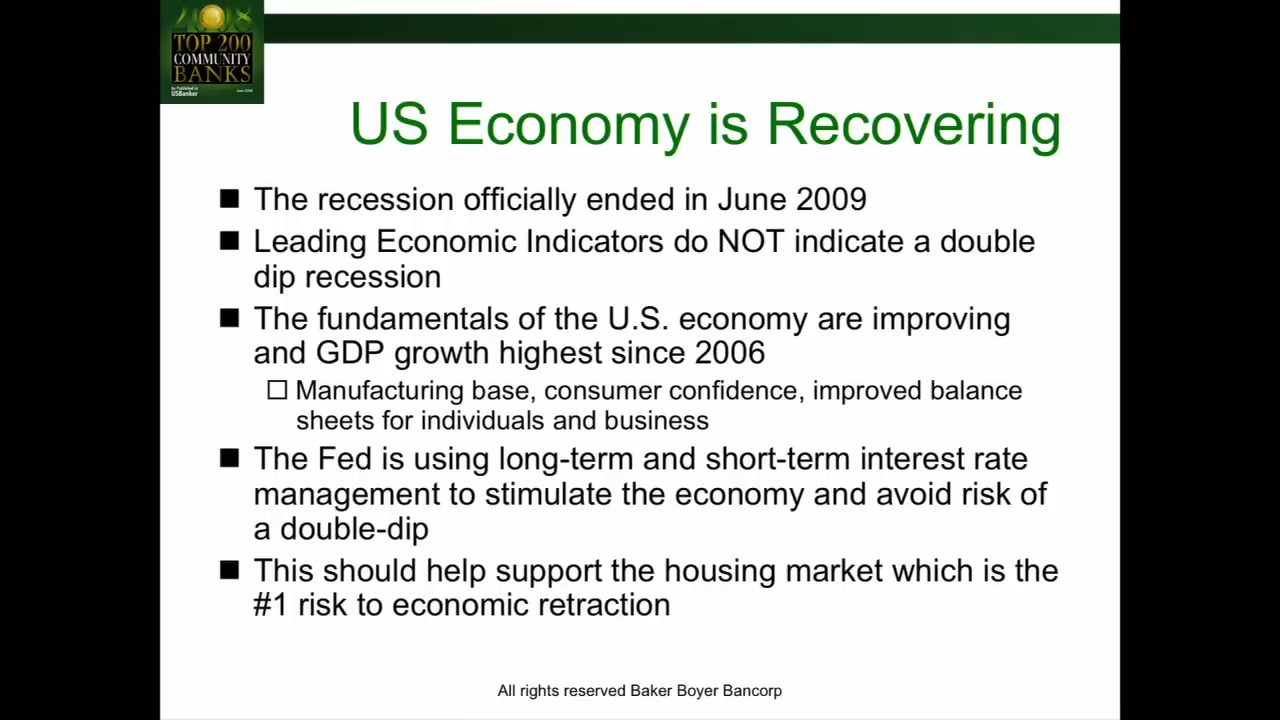 TOP 200
COMMUNITY
BANKS
As Published in
USBanker
US Economy is Recovering
The recession officially ended in June 2009
Leading Economic Indicators do NOT indicate a double
dip recession
The fundamentals of the U.S. economy are improving
and GDP growth highest since 2006
Manufacturing base, consumer confidence, improved balance
sheets for individuals and business
The Fed is using long-term and short-term interest rate
management to stimulate the economy and avoid risk of
a double-dip
This should help support the housing market which is the
#1 risk to economic retraction
All rights reserved Baker Boyer Bancorp